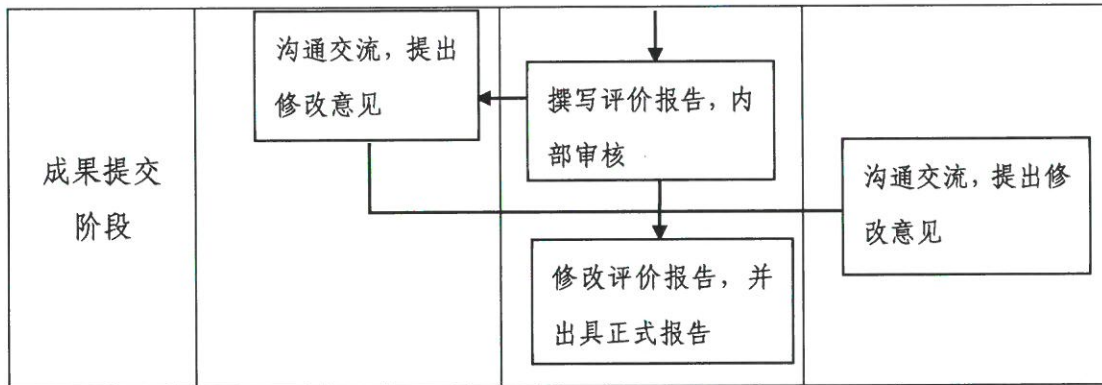 成果提交
阶段
沟通交流，提出
修改意见
撰写评价报告，内
部审核
沟通交流，提出修
改意见
修改评价报告，并
出具正式报告